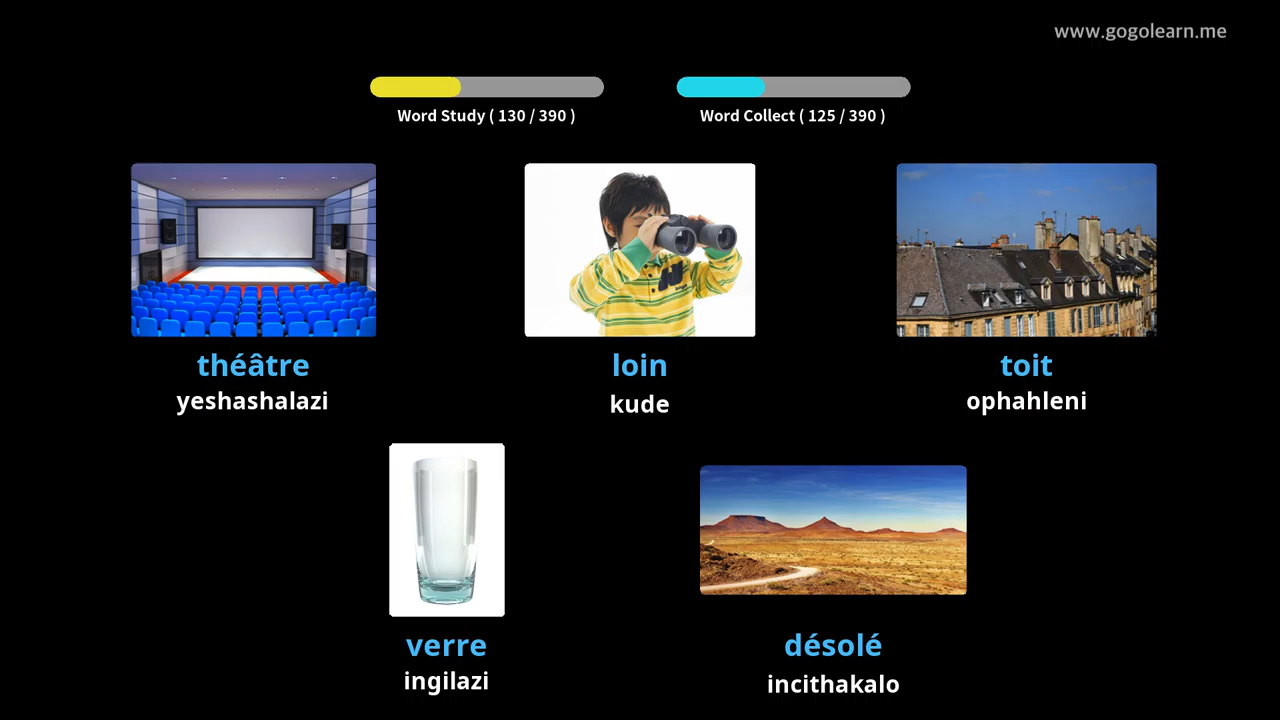 www.gogolearn.me
Word Study ( 130 / 390 )
Word Collect ( 125 / 390 )
théâtre
yeshashalazi
loin
kude
toit
ophahleni
verre
ingilazi
désolé
incithakalo